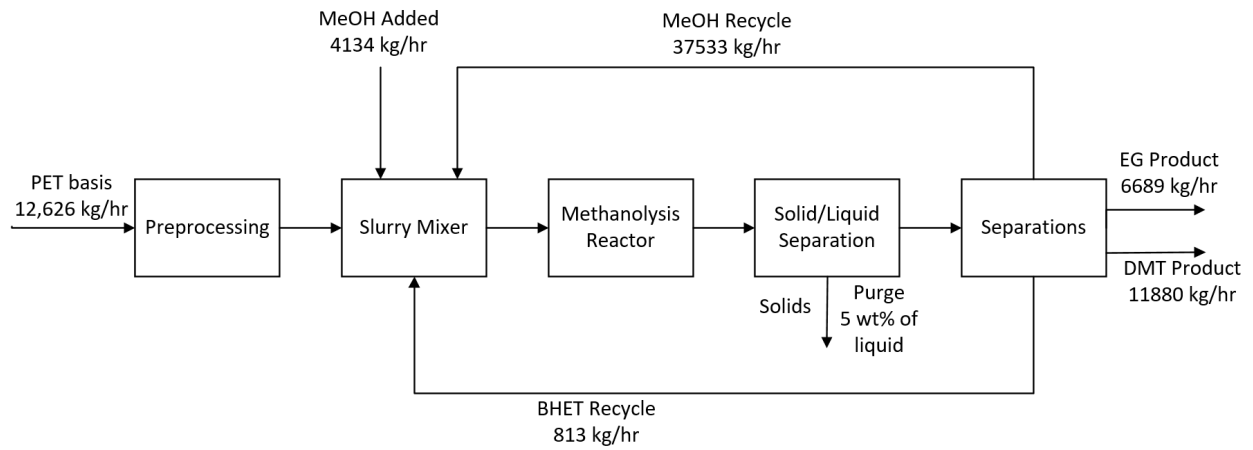 MeOH Added
4134 kg/hr
MeOH Recycle
37533 kg/hr
PET basis
12,626 kg/hr
Preprocessing
Slurry Mixer
Methanolysis
Reactor
Solid/Liquid
Separation
Separations
EG Product
6689 kg/hr
DMT Product
11880 kg/hr
Solids
Purge
5 wt% of
liquid
BHET Recycle
813 kg/hr